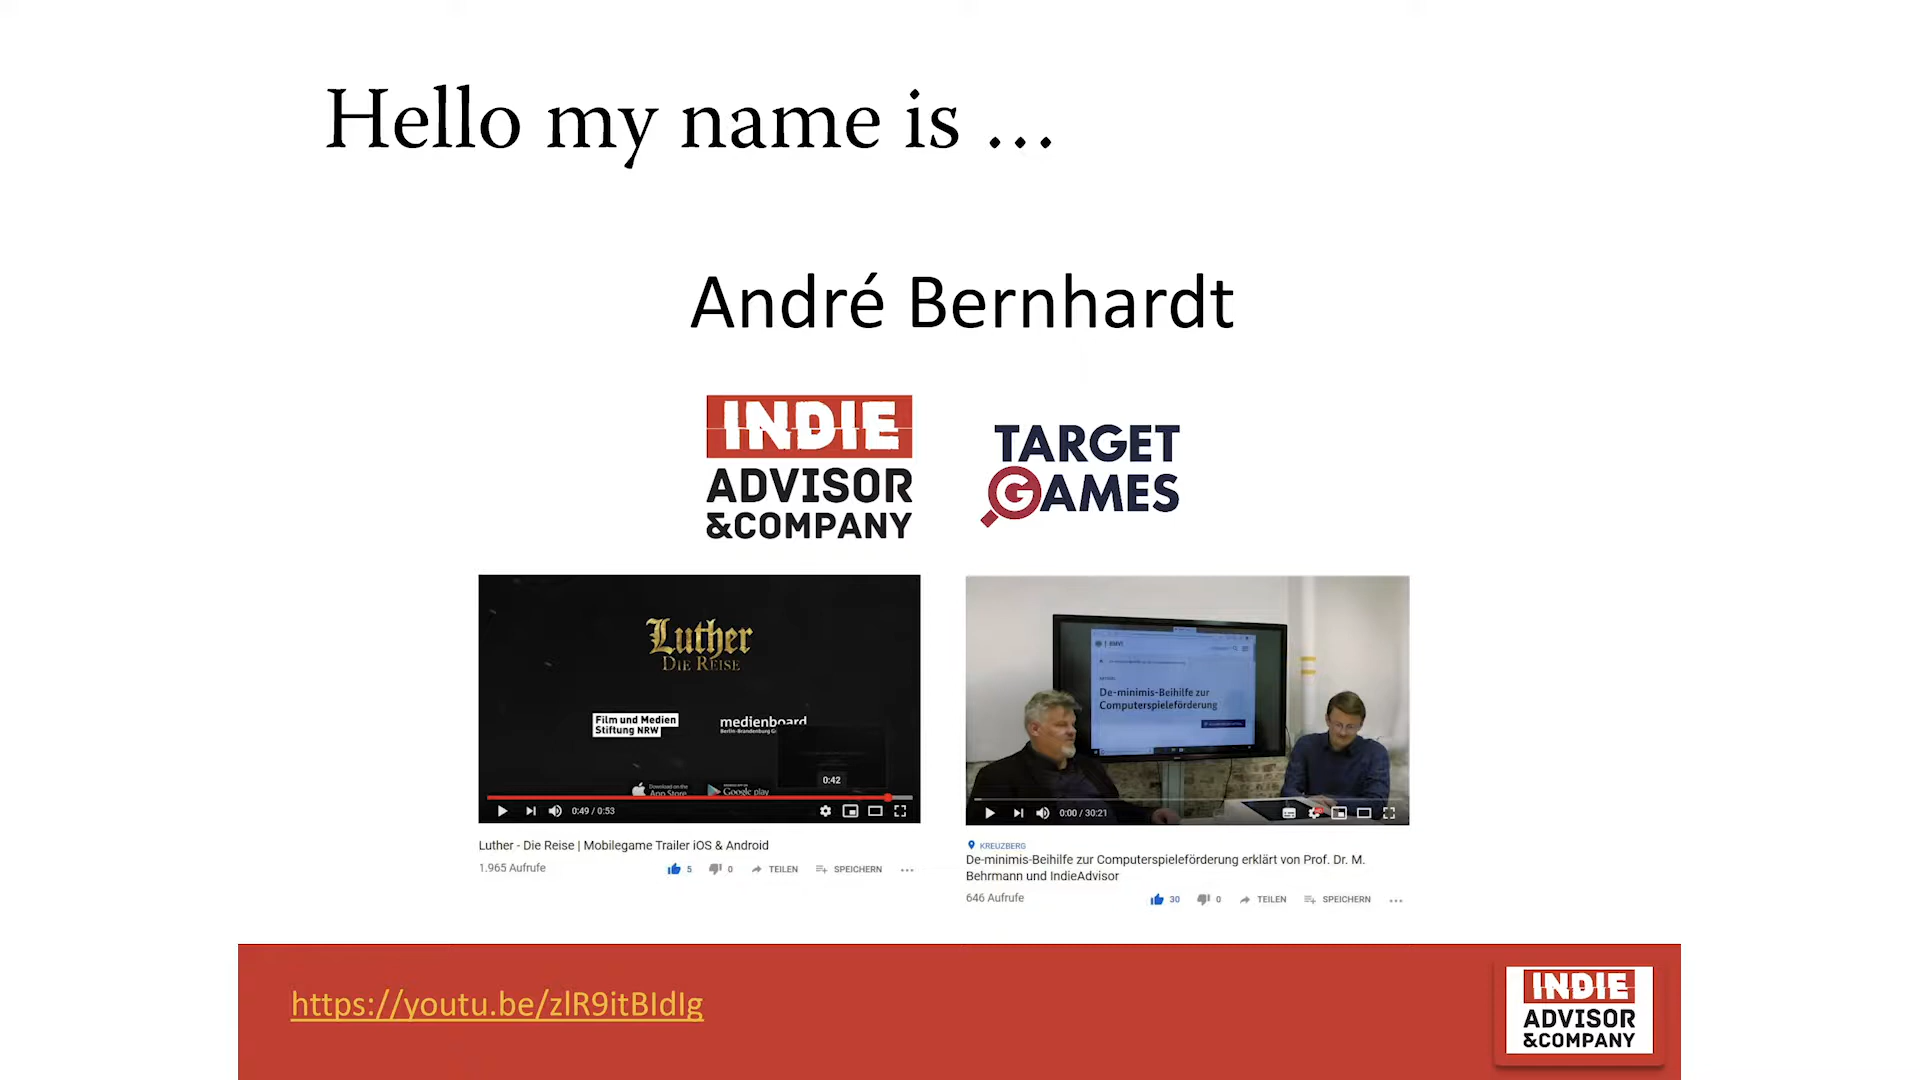 Hello my name is ...
André Bernhardt
INDIE
ADVISOR
&COMPANY
TARGET
GAMES
Luther
DIE REISE
Film und Medien
Stiftung NRW
medienboard
Berlin-Brandenburg
0:42
Download on the
App Store
Google play
0:49 / 0:53
Luther - Die Reise | Mobilegame Trailer iOS & Android
1.965 Aufrufe
5
0
TEILEN
SPEICHERN
De-minimis-Beihilfe zur
Computerspieleförderung
0:00 / 30:21
KREUZBERG
De-minimis-Beihilfe zur Computerspieleförderung erklärt von Prof. Dr. M.
Behrmann und IndieAdvisor
646 Aufrufe
30
0
TEILEN
SPEICHERN
https://youtu.be/zlR9itBIdIg
INDIE
ADVISOR
&COMPANY